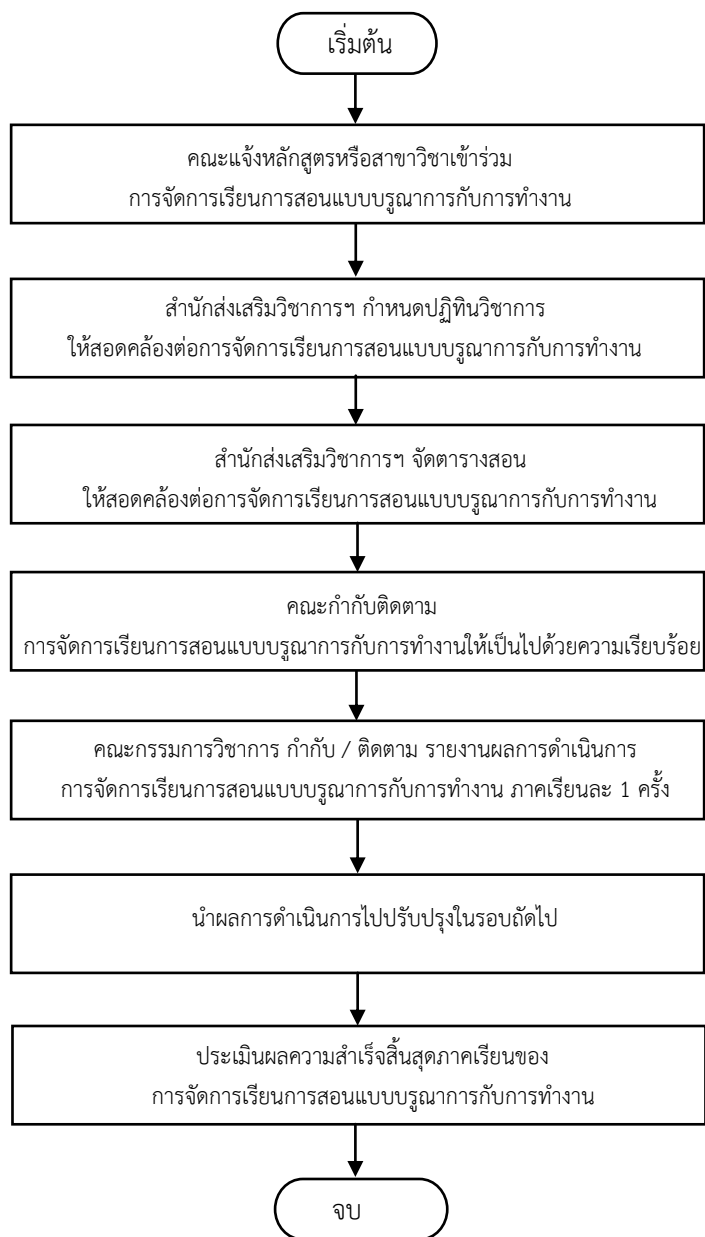 เริ่มต้น
คณะแจ้งหลักสูตรหรือสาขาวิชาเข้าร่วม
การจัดการเรียนการสอนแบบบรูณาการกับการทำงาน
สำนักส่งเสริมวิชาการฯ กำหนดปฏิทินวิชาการ
ให้สอดคล้องต่อการจัดการเรียนการสอนแบบบรูณาการกับการทำงาน
สำนักส่งเสริมวิชาการฯ จัดตารางสอน
ให้สอดคล้องต่อการจัดการเรียนการสอนแบบบรูณาการกับการทำงาน
คณะกำกับติดตาม
การจัดการเรียนการสอนแบบบรูณาการกับการทำงานให้เป็นไปด้วยความเรียบร้อย
คณะกรรมการวิชาการ กำกับ / ติดตาม รายงานผลการดำเนินการ
การจัดการเรียนการสอนแบบบรูณาการกับการทำงาน ภาคเรียนละ 1 ครั้ง
นำผลการดำเนินการไปปรับปรุงในรอบถัดไป
ประเมินผลความสำเร็จสิ้นสุดภาคเรียนของ
การจัดการเรียนการสอนแบบบรูณาการกับการทำงาน
จบ